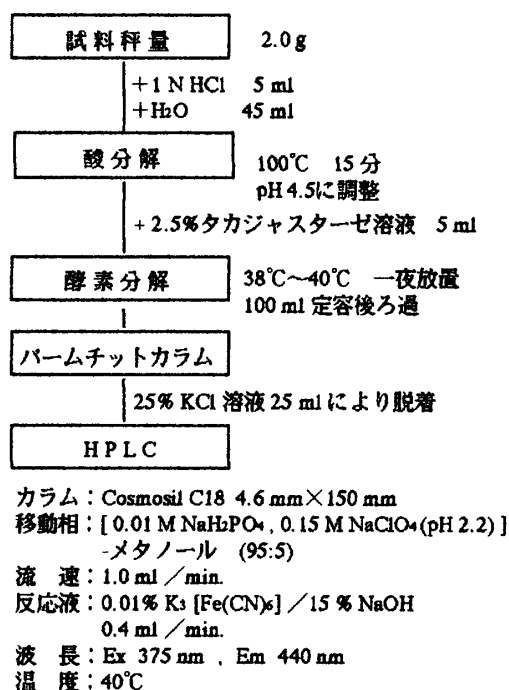 試料秤量 2.0 g
+1 N HCl 5 ml
+H₂O 45 ml
酸分解 100℃ 15分
pH 4.5に調整
+ 2.5%タカジャスターゼ溶液 5 ml
酵素分解 38℃〜40℃ 一夜放置
100 ml 定容後ろ過
パームチットカラム
25% KCl 溶液 25 ml により脱着
HPLC
カラム:Cosmosil C18 4.6 mm×150 mm
移動相:[ 0.01 M NaH₂PO₄ , 0.15 M NaClO₄ (pH 2.2) ]
-メタノール (95:5)
流 速:1.0 ml /min.
反応液:0.01% K₃ [Fe(CN)₆] /15 % NaOH
0.4 ml /min.
波 長:Ex 375 nm , Em 440 nm
温 度:40℃